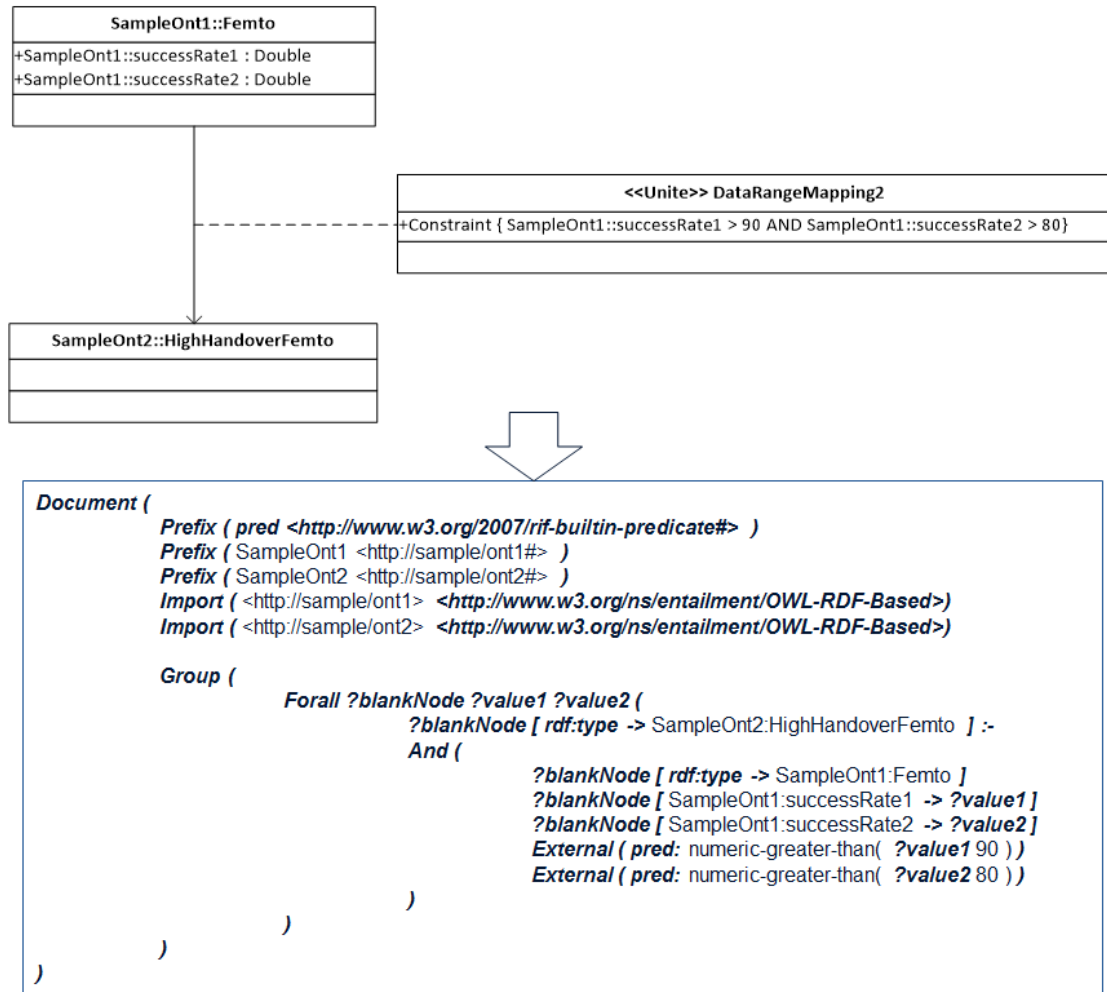 SampleOnt1::Femto
+SampleOnt1::successRate1 : Double
+SampleOnt1::successRate2 : Double
<<Unite>> DataRangeMapping2
+Constraint { SampleOnt1::successRate1 > 90 AND SampleOnt1::successRate2 > 80}
SampleOnt2::HighHandoverFemto
Document (
Prefix ( pred <http://www.w3.org/2007/rif-builtin-predicate#> )
Prefix ( SampleOnt1 <http://sample/ont1#> )
Prefix ( SampleOnt2 <http://sample/ont2#> )
Import ( <http://sample/ont1> <http://www.w3.org/ns/entailment/OWL-RDF-Based>)
Import ( <http://sample/ont2> <http://www.w3.org/ns/entailment/OWL-RDF-Based>)
Group (
Forall ?blankNode ?value1 ?value2 (
?blankNode [ rdf:type -> SampleOnt2:HighHandoverFemto ] :-
And (
?blankNode [ rdf:type -> SampleOnt1:Femto ]
?blankNode [ SampleOnt1:successRate1 -> ?value1 ]
?blankNode [ SampleOnt1:successRate2 -> ?value2 ]
External ( pred: numeric-greater-than( ?value1 90 ) )
External ( pred: numeric-greater-than( ?value2 80 ) )
)
)
)
)